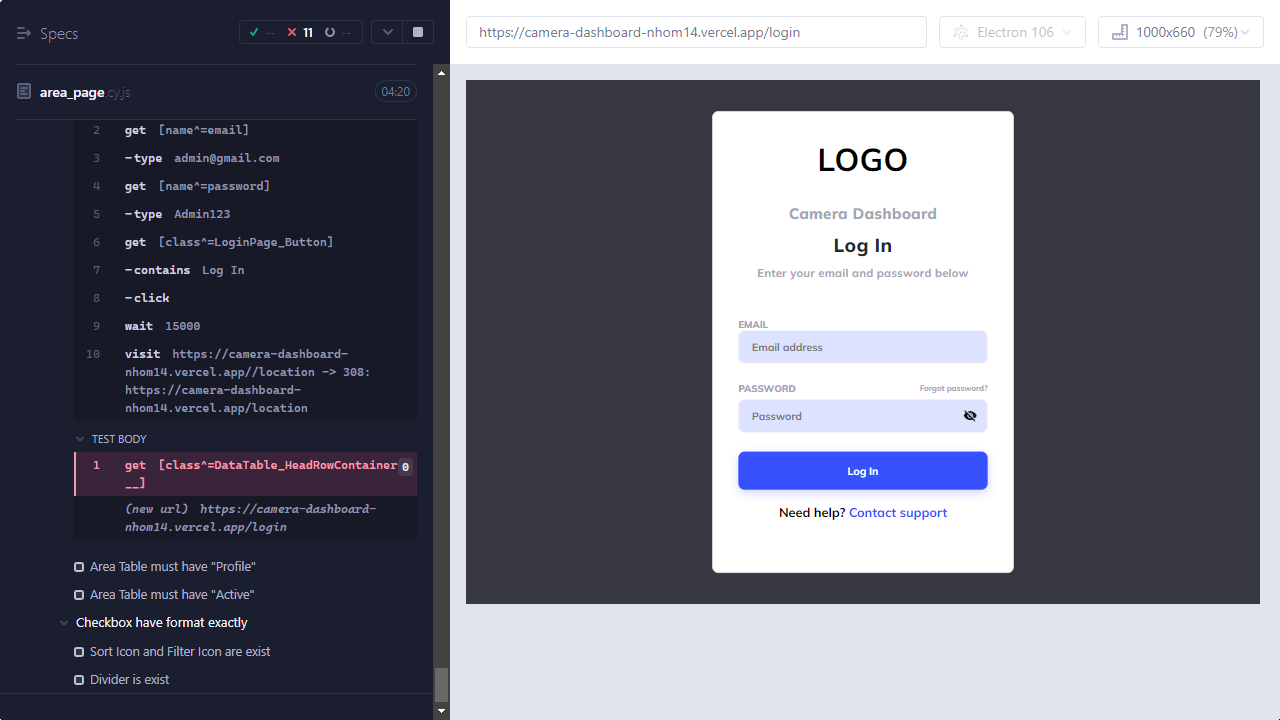 Specs
--
11
--
area_page.cy.js
04:20
2 get [name^=email]
3 -type admin@gmail.com
4 get [name^=password]
5 -type Admin123
6 get [class^=LoginPage_Button]
7 -contains Log In
8 -click
9 wait 15000
10 visit https://camera-dashboard-
nhom14.vercel.app//location -> 308:
https://camera-dashboard-
nhom14.vercel.app/location
TEST BODY
1 get [class^=DataTable_HeadRowContainer 0
__]
(new url) https://camera-dashboard-
nhom14.vercel.app/login
Area Table must have "Profile"
Area Table must have "Active"
Checkbox have format exactly
Sort Icon and Filter Icon are exist
Divider is exist
https://camera-dashboard-nhom14.vercel.app/login
Electron 106
1000x660 (79%)
LOGO
Camera Dashboard
Log In
Enter your email and password below
EMAIL
Email address
PASSWORD Forgot password?
Password
Log In
Need help? Contact support